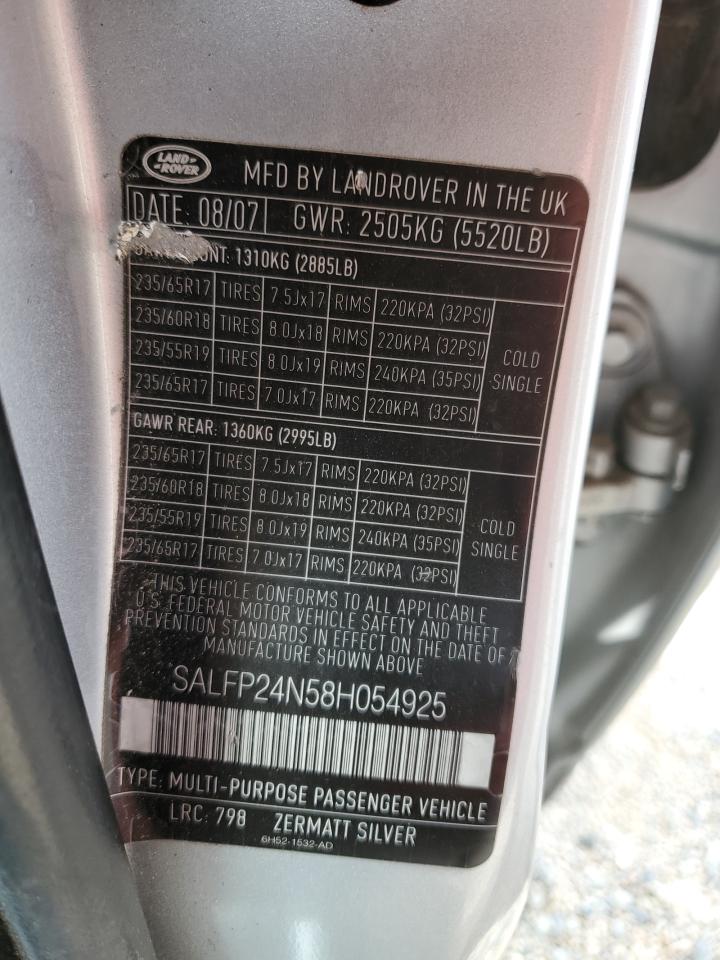 LAND-ROVER MFD BY LANDROVER IN THE UK
DATE: 08/07 GWR: 2505KG (5520LB)
1310KG (2885LB)
235/65R17 TIRES 7.5Jx17 RIMS 220KPA (32PSI)
235/60R18 TIRES 8.0Jx18 RIMS 220KPA (32PSI)
235/55R19 TIRES 8.0Jx19 RIMS 240KPA (35PSI)
235/65R17 TIRES 7.0Jx17 RIMS 220KPA (32PSI)
COLD
SINGLE
GAWR REAR: 1360KG (2995LB)
235/65R17 TIRES 7.5Jx17 RIMS 220KPA (32PSI)
235/60R18 TIRES 8.0Jx18 RIMS 220KPA (32PSI)
235/55R19 TIRES 8.0Jx19 RIMS 240KPA (35PSI)
235/65R17 TIRES 7.0Jx17 RIMS 220KPA (32PSI)
COLD
SINGLE
THIS VEHICLE CONFORMS TO ALL APPLICABLE
U.S. FEDERAL MOTOR VEHICLE SAFETY AND THEFT
PREVENTION STANDARDS IN EFFECT ON THE DATE OF
MANUFACTURE SHOWN ABOVE
SALFP24N58H054925
TYPE: MULTI-PURPOSE PASSENGER VEHICLE
LRC: 798 ZERMATT SILVER
6H52-1532-AD